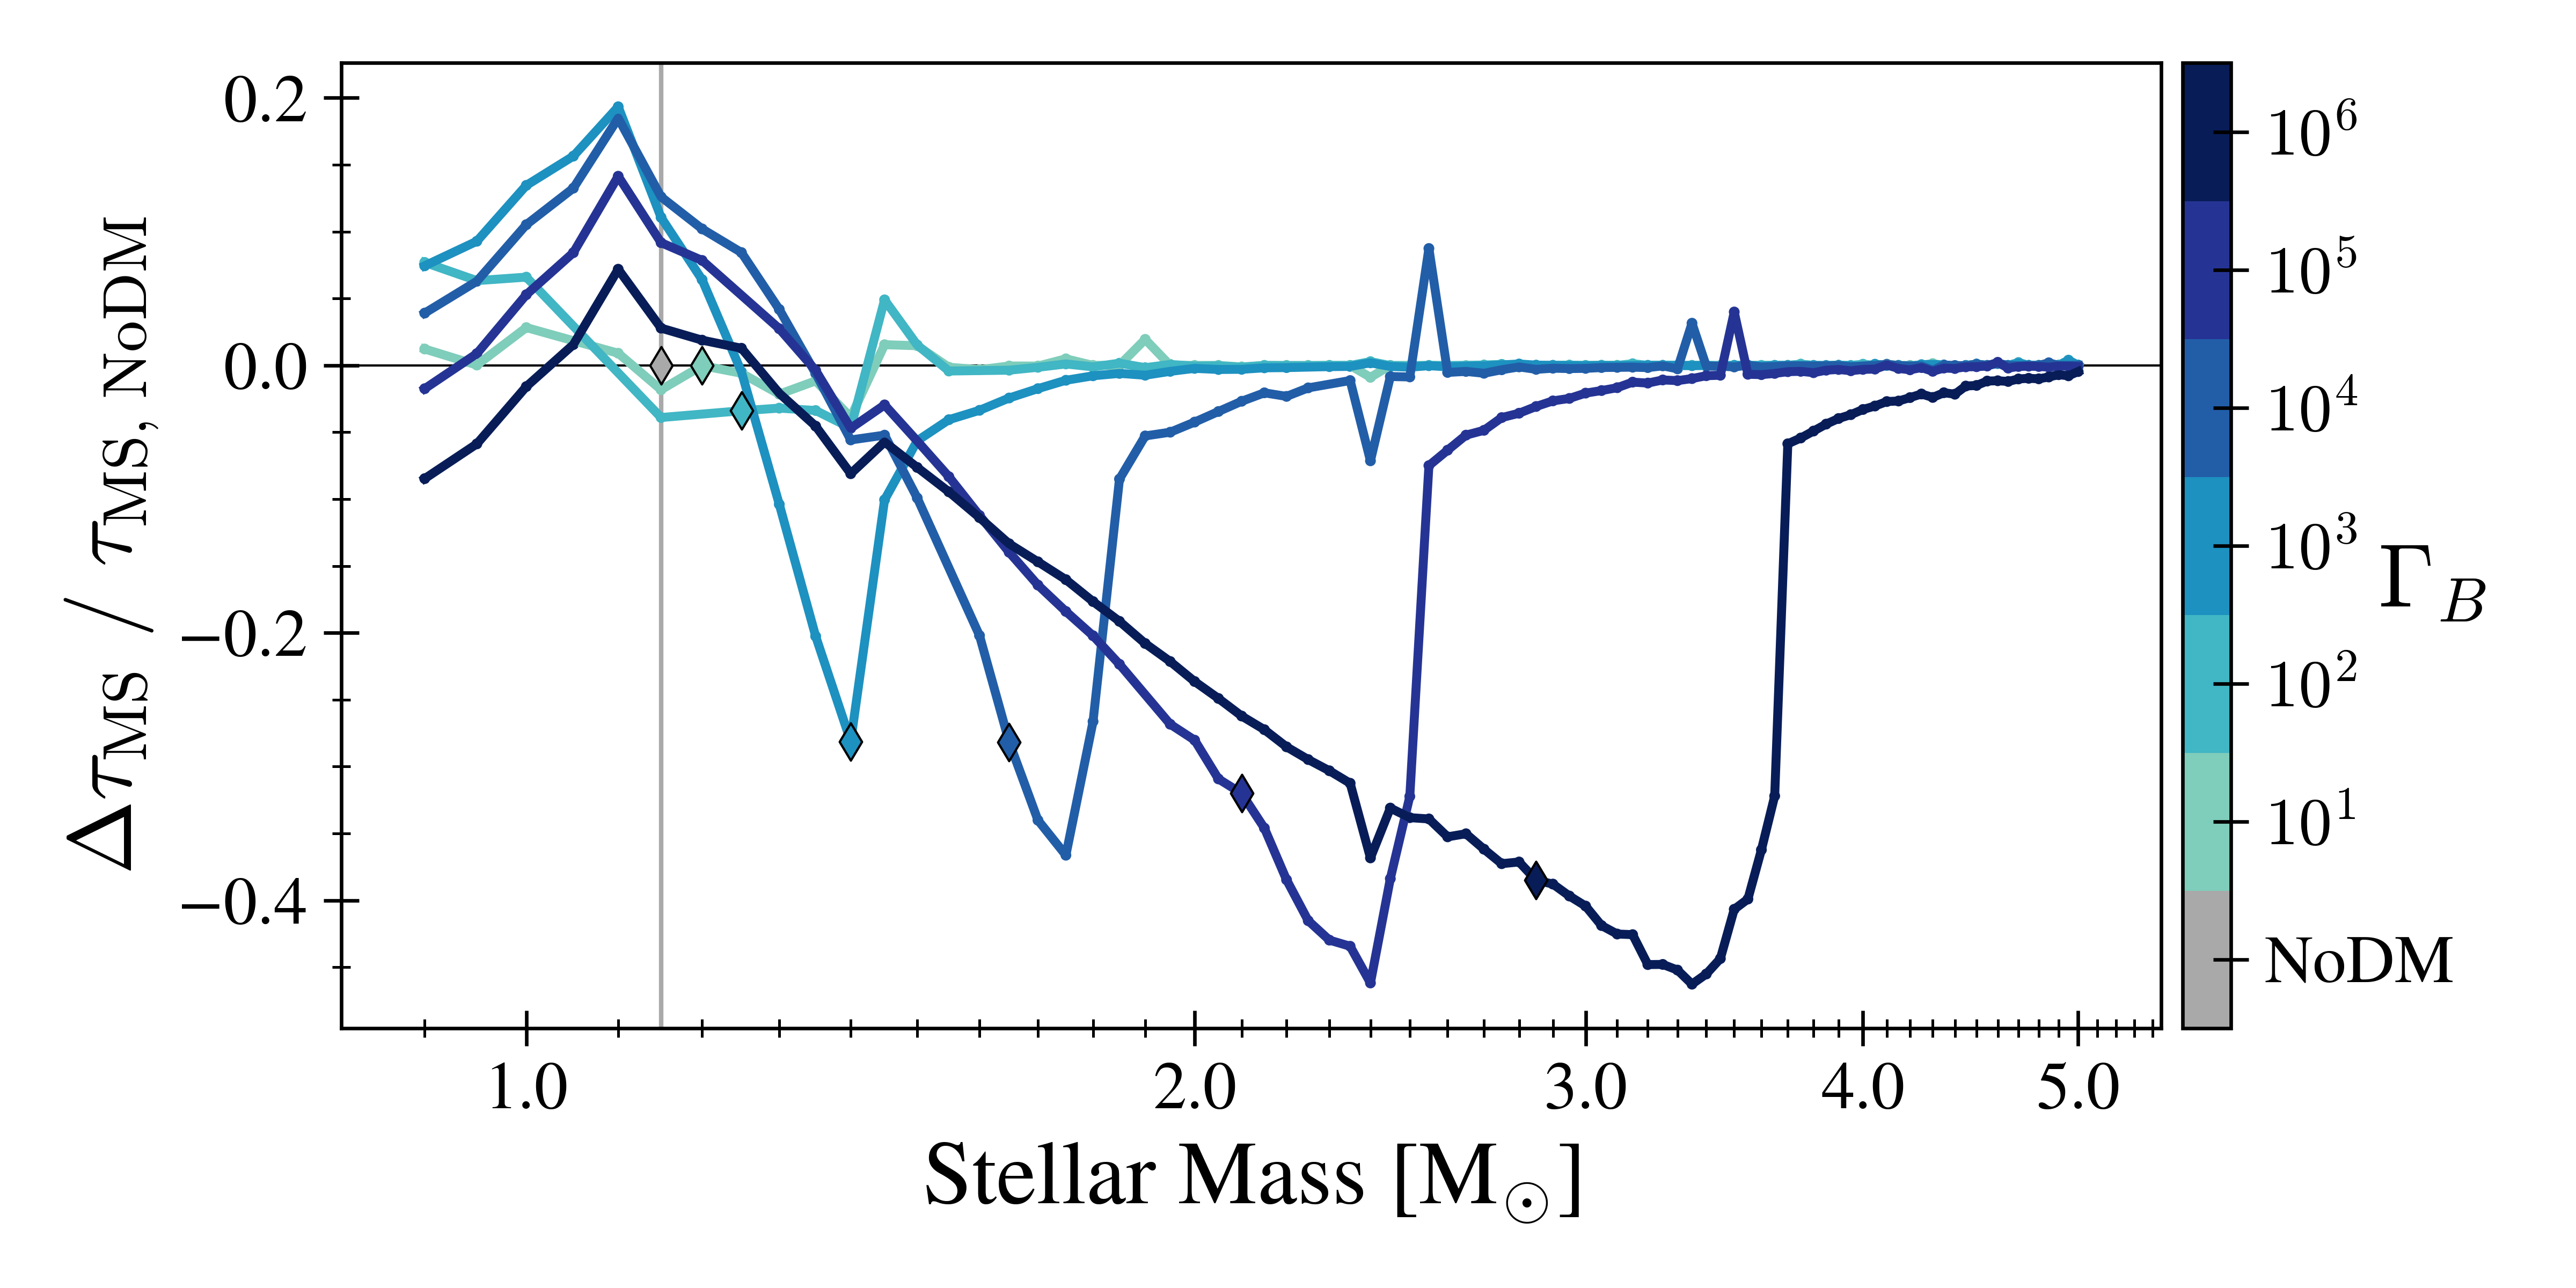 Δτ_MS / τ_MS, NoDM
0.2
0.0
−0.2
−0.4
1.0 2.0 3.0 4.0 5.0
Stellar Mass [M_⊙]
10^6
10^5
10^4
10^3
10^2
10^1
NoDM
Γ_B